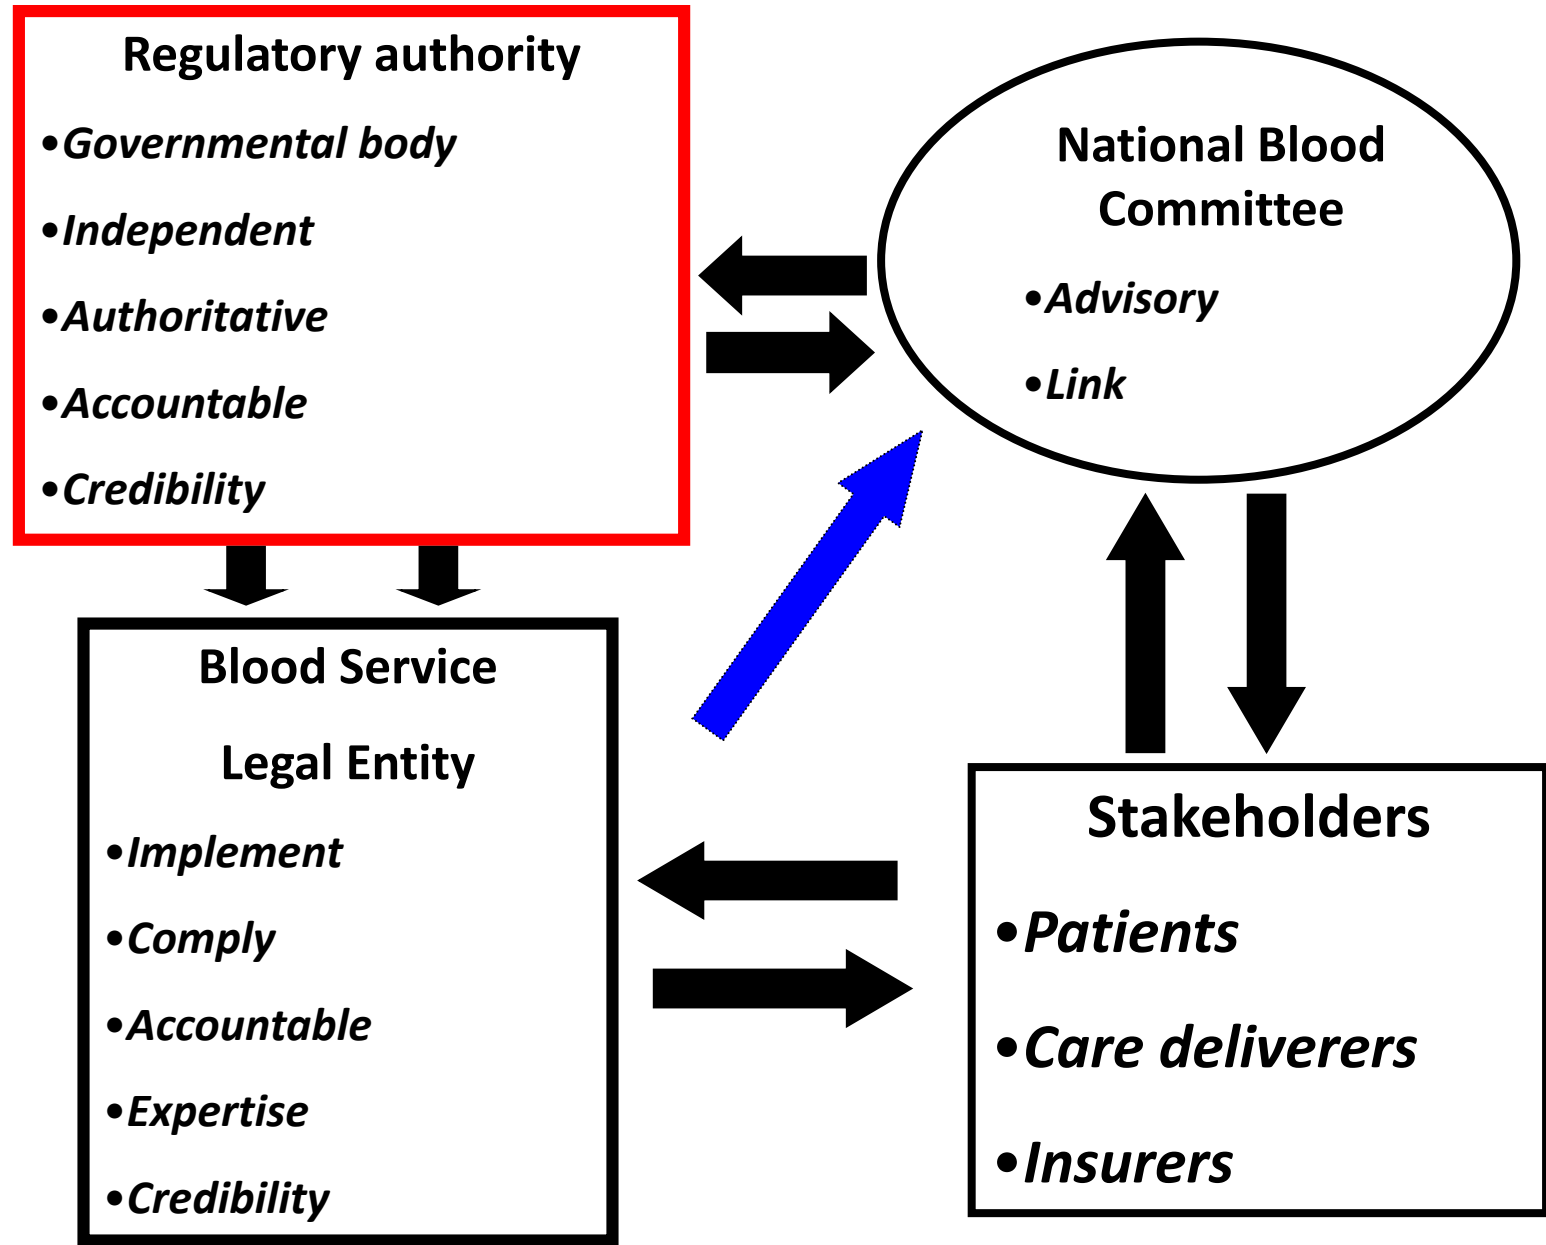 Regulatory authority
•Governmental body
•Independent
•Authoritative
•Accountable
•Credibility
National Blood
Committee
•Advisory
•Link
Blood Service
Legal Entity
•Implement
•Comply
•Accountable
•Expertise
•Credibility
Stakeholders
•Patients
•Care deliverers
•Insurers